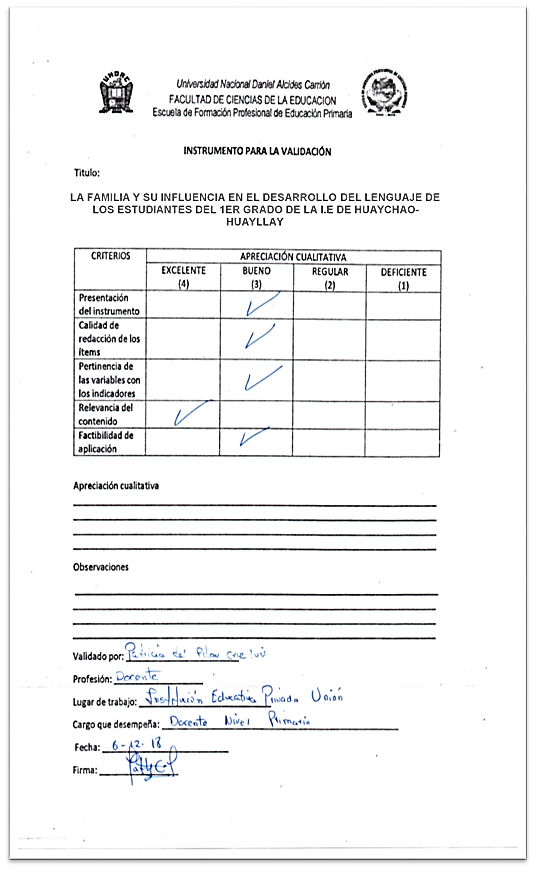 UNDAC
Universidad Nacional Daniel Alcides Carrión
FACULTAD DE CIENCIAS DE LA EDUCACION
Escuela de Formación Profesional de Educación Primaria
INSTRUMENTO PARA LA VALIDACIÓN
Titulo:
LA FAMILIA Y SU INFLUENCIA EN EL DESARROLLO DEL LENGUAJE DE
LOS ESTUDIANTES DEL 1ER GRADO DE LA I.E DE HUAYCHAO-
HUAYLLAY
CRITERIOS APRECIACIÓN CUALITATIVA
EXCELENTE BUENO REGULAR DEFICIENTE
(4) (3) (2) (1)
Presentación
del instrumento
Calidad de
redacción de los
ítems
Pertinencia de
las variables con
los indicadores
Relevancia del
contenido
Factibilidad de
aplicación
Apreciación cualitativa
Observaciones
Validado por: Patricia del Pilar
Profesión: Docente
Lugar de trabajo: Institución Educativa Privada Unión
Cargo que desempeña: Docente Nivel Primario
Fecha: 6-12-18
Firma: